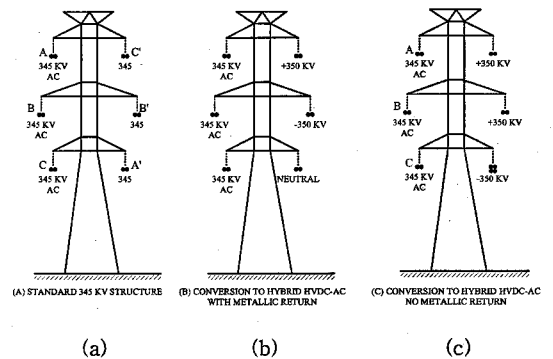 A
C'
345 KV
AC
345
B
B'
345 KV
AC
345
C
A'
345 KV
AC
345
(A) STANDARD 345 KV STRUCTURE
(a)
345 KV
AC
+350 KV
345 KV
AC
-350 KV
345 KV
AC
NEUTRAL
(B) CONVERSION TO HYBRID HVDC-AC
WITH METALLIC RETURN
(b)
A
345 KV
AC
+350 KV
B
345 KV
AC
+350 KV
C
345 KV
AC
-350 KV
(C) CONVERSION TO HYBRID HVDC-AC
NO METALLIC RETURN
(c)